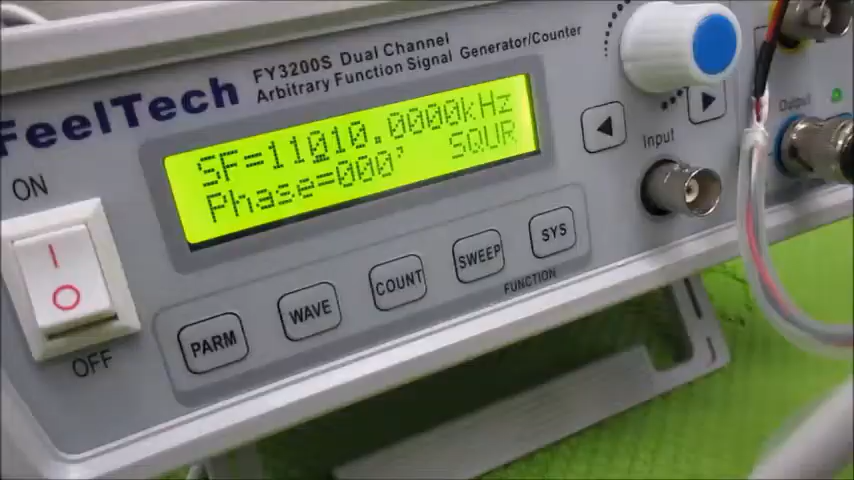 FeelTech
FY3200S Dual Channel
Arbitrary Function Signal Generator/Counter
SF=11010.0000kHz
Phase=000' SQUR
ON
OFF
PARM
WAVE
COUNT
SWEEP
SYS
FUNCTION
Input
Output